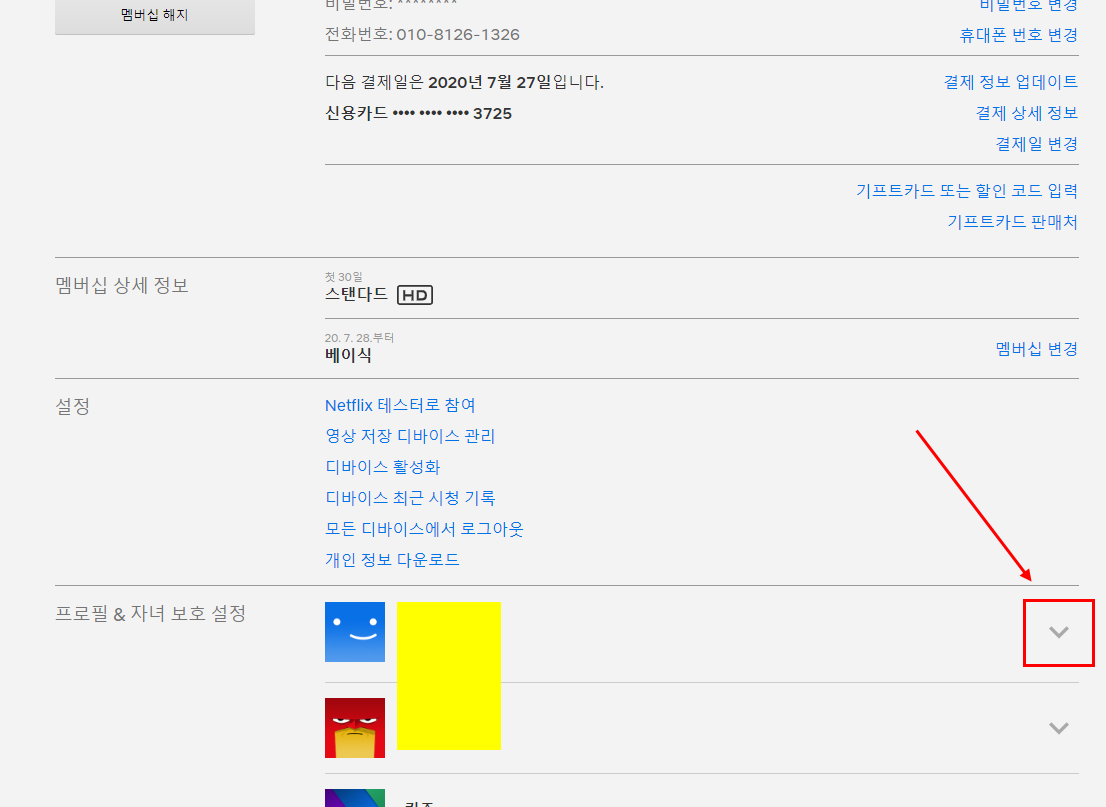 멤버십 해지
비밀번호: ********
비밀번호 변경
전화번호: 010-8126-1326
휴대폰 번호 변경
다음 결제일은 2020년 7월 27일입니다.
결제 정보 업데이트
신용카드 •••• •••• •••• 3725
결제 상세 정보
결제일 변경
기프트카드 또는 할인 코드 입력
기프트카드 판매처
멤버십 상세 정보
첫 30일
스탠다드 HD
20. 7. 28.부터
베이식
멤버십 변경
설정
Netflix 테스터로 참여
영상 저장 디바이스 관리
디바이스 활성화
디바이스 최근 시청 기록
모든 디바이스에서 로그아웃
개인 정보 다운로드
프로필 & 자녀 보호 설정